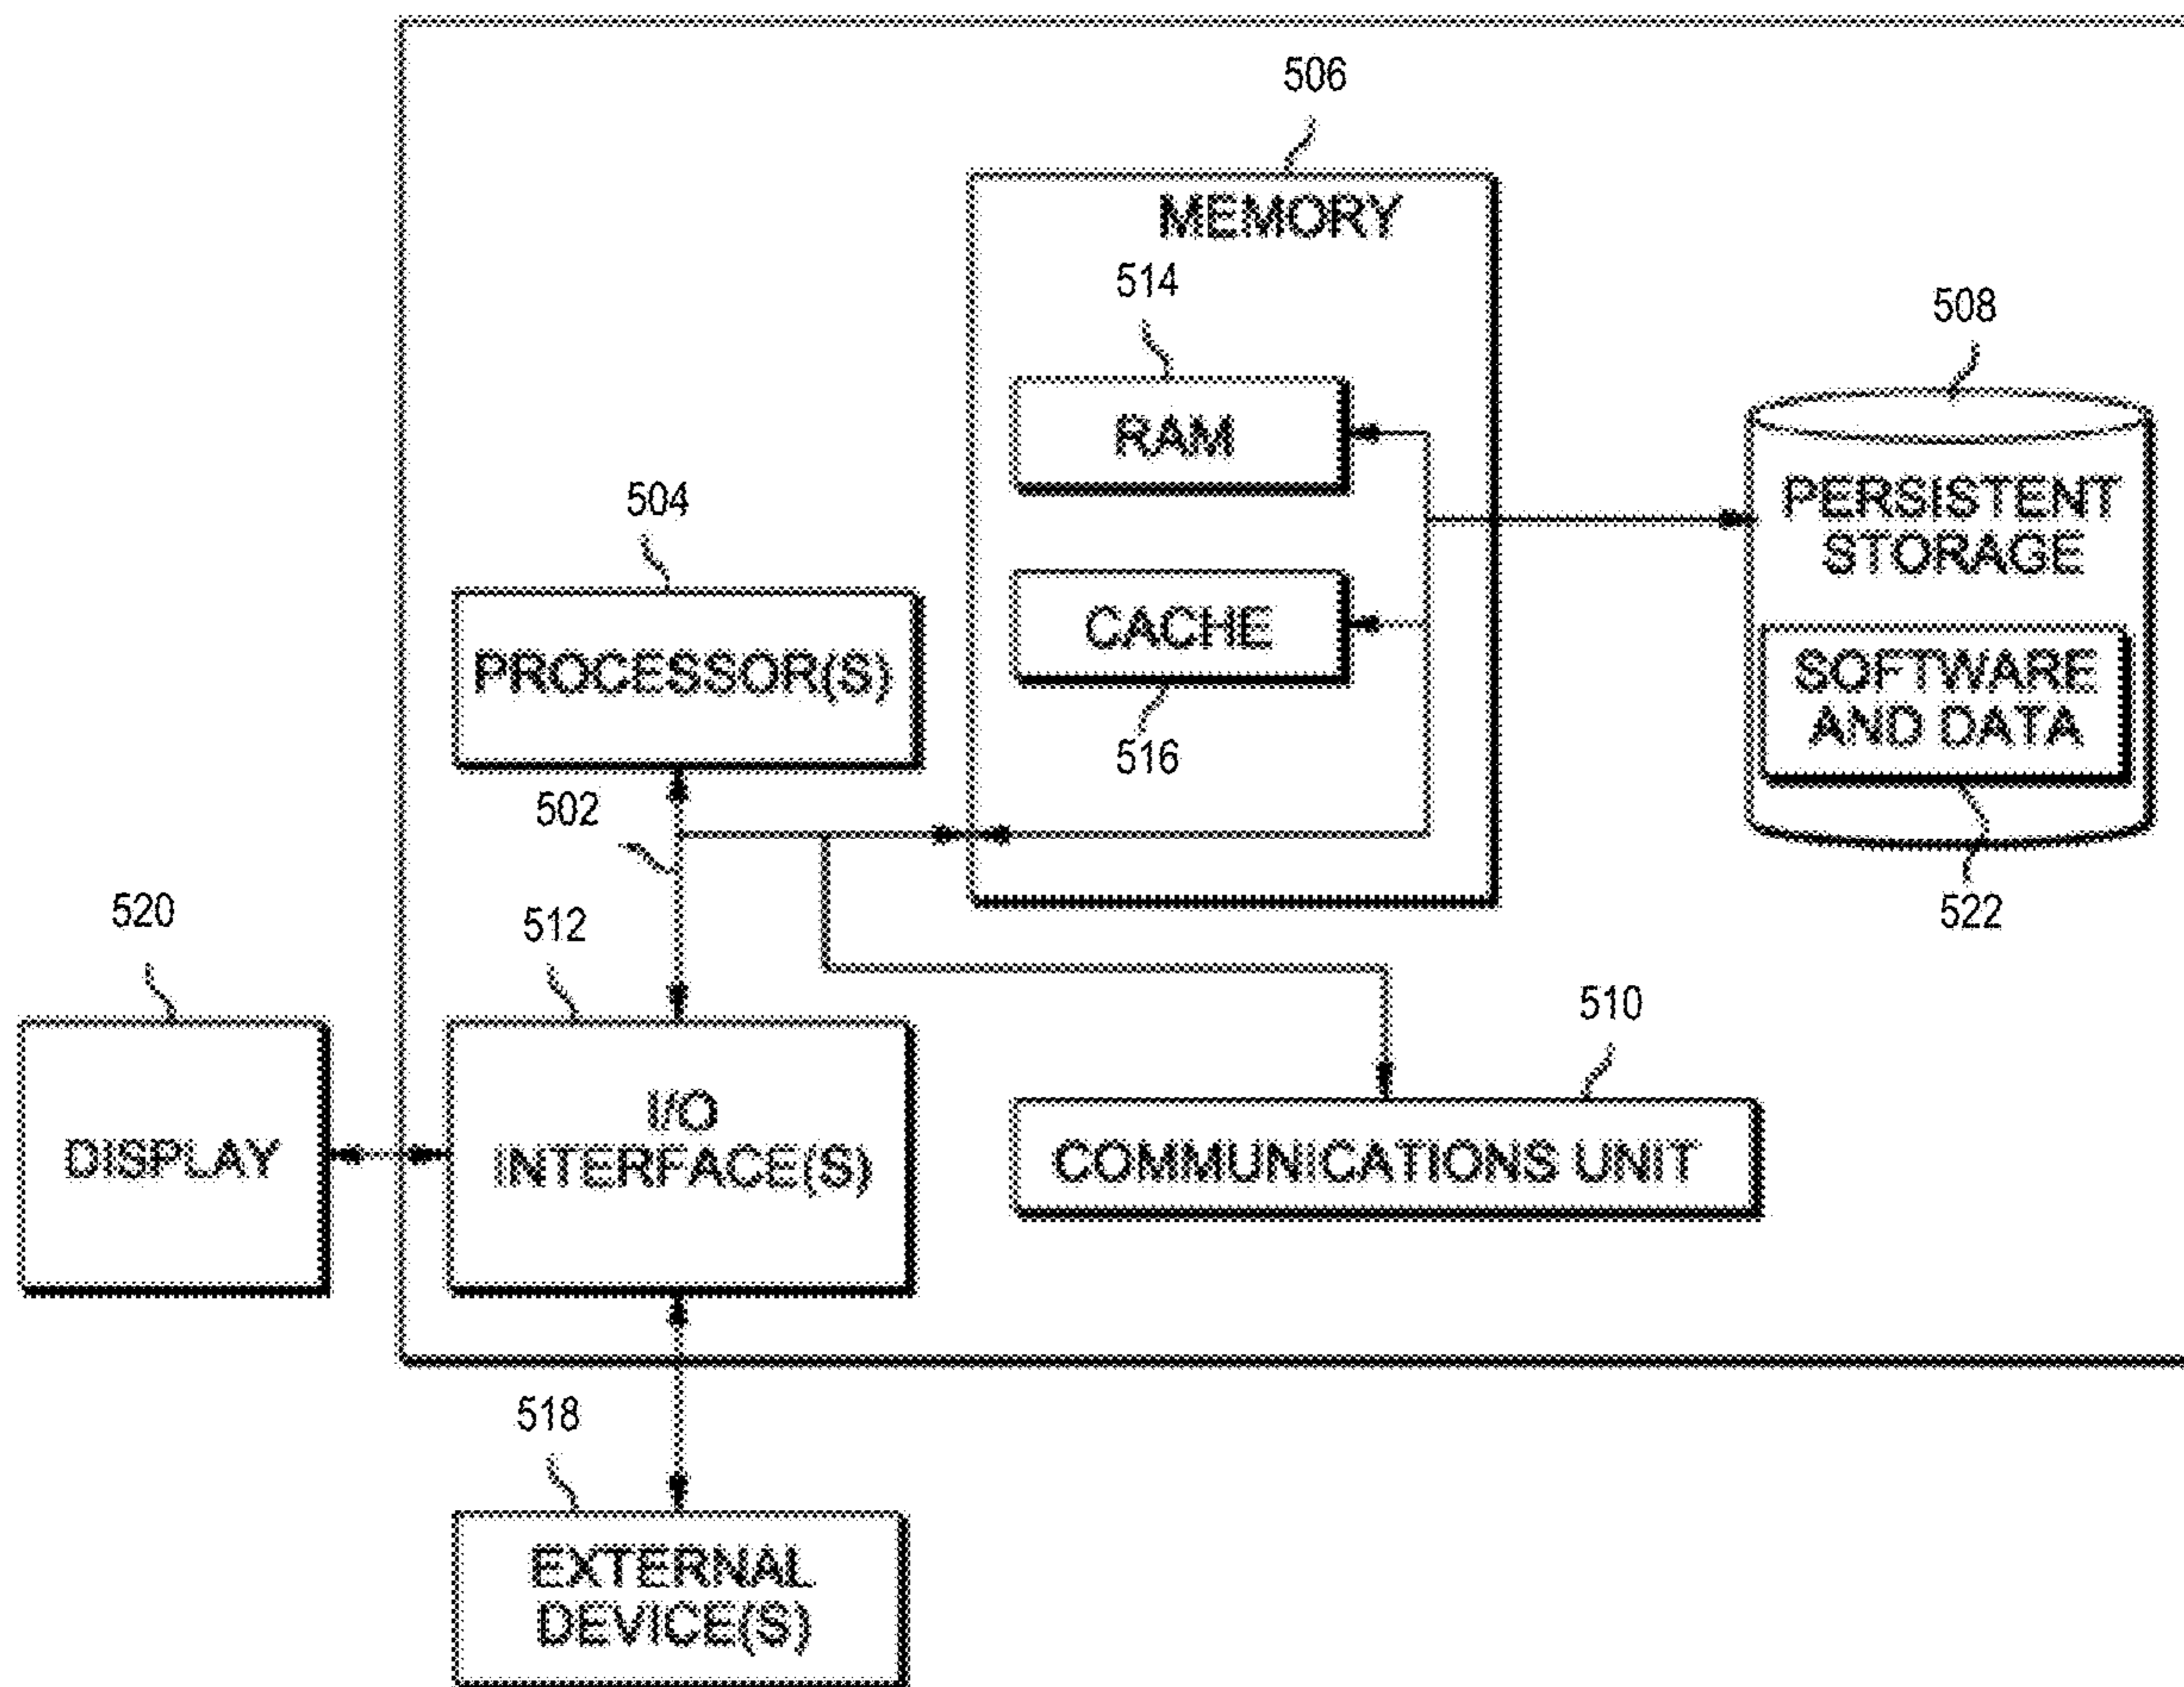 506
MEMORY
514
508
RAM
PERSISTENT
STORAGE
504
CACHE
PROCESSOR(S)
SOFTWARE
AND DATA
516
502
522
520
512
510
I/O
INTERFACE(S)
DISPLAY
COMMUNICATIONS UNIT
518
EXTERNAL
DEVICE(S)